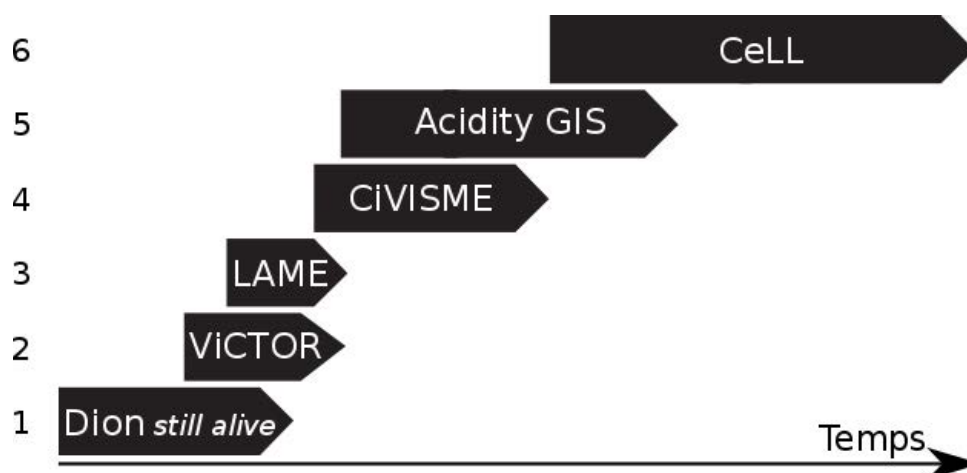 6 CeLL
5 Acidity GIS
4 CiVISME
3 LAME
2 ViCTOR
1 Dion still alive
Temps